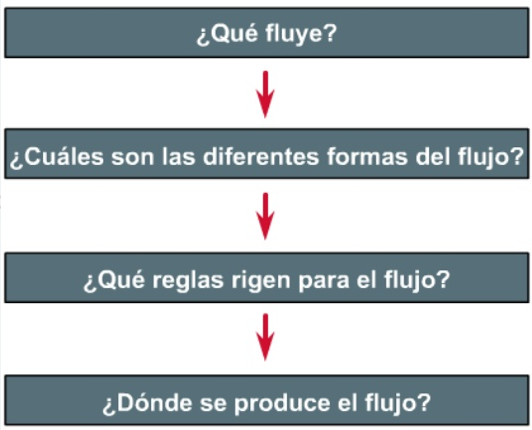 ¿Qué fluye?
¿Cuáles son las diferentes formas del flujo?
¿Qué reglas rigen para el flujo?
¿Dónde se produce el flujo?